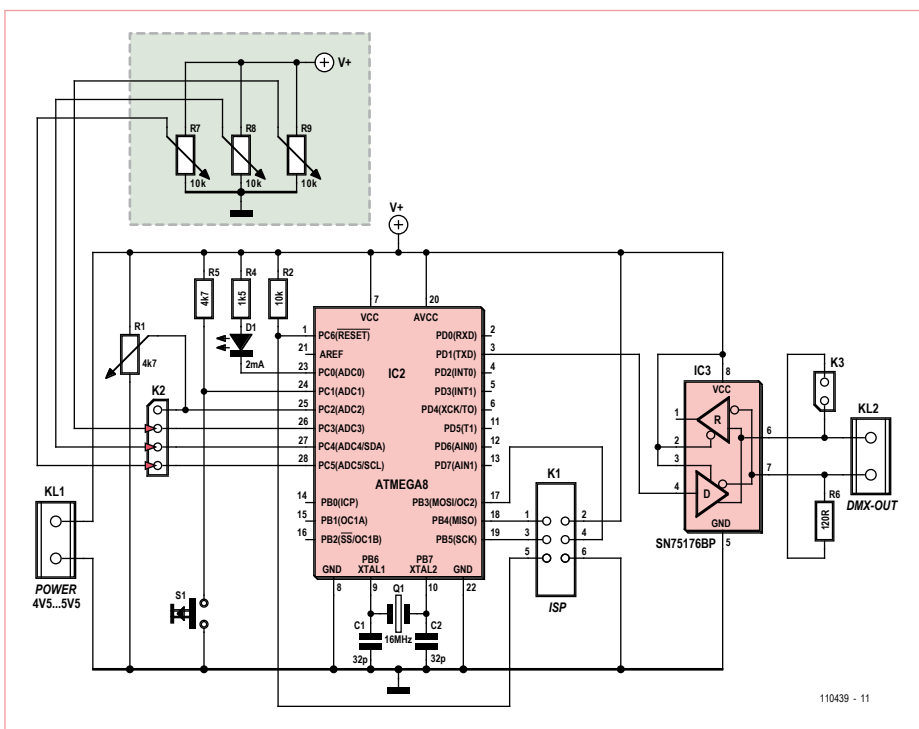 V+
R7
R8
R9
10k
10k
10k
V+
R5
4k7
R4
1k5
R2
10k
R1
4k7
D1
2mA
K2
7
20
VCC
AVCC
1
PC6(RESET)
21
AREF
23
PC0(ADC0)
24
PC1(ADC1)
25
PC2(ADC2)
26
PC3(ADC3)
27
PC4(ADC4/SDA)
28
PC5(ADC5/SCL)
14
PB0(ICP)
15
PB1(OC1A)
16
PB2(SS/OC1B)
IC2
ATMEGA8
PD0(RXD)
2
PD1(TXD)
3
PD2(INT0)
4
PD3(INT1)
5
PD4(XCK/TO)
6
PD5(T1)
11
PD6(AIN0)
12
PD7(AIN1)
13
PB3(MOSI/OC2)
17
PB4(MISO)
18
PB5(SCK)
19
GND
PB6
XTAL1
PB7
XTAL2
GND
8
9
10
22
Q1
16MHz
C1
32p
C2
32p
S1
KL1
POWER
4V5...5V5
K1
1
2
3
4
5
6
ISP
IC3
8
VCC
1
R
2
3
4
D
6
7
GND
5
SN75176BP
K3
KL2
R6
120R
DMX-OUT
110439 - 11